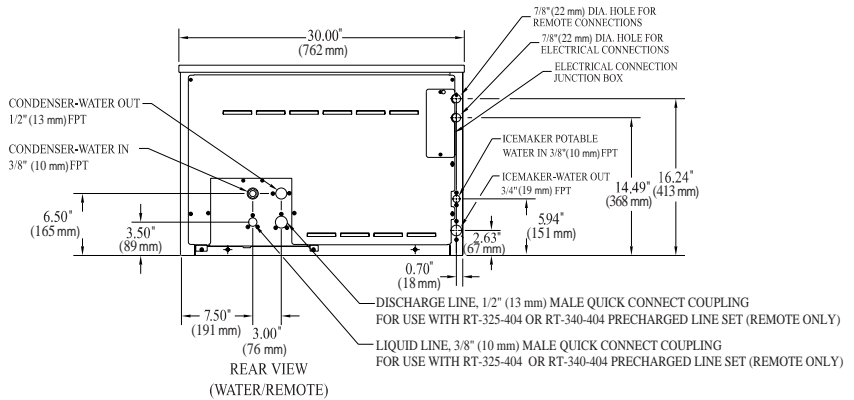 7/8"(22 mm) DIA. HOLE FOR
REMOTE CONNECTIONS
7/8"(22 mm) DIA. HOLE FOR
ELECTRICAL CONNECTIONS
ELECTRICAL CONNECTION
JUNCTION BOX
30.00"
(762 mm)
CONDENSER-WATER OUT
1/2" (13 mm) FPT
CONDENSER-WATER IN
3/8" (10 mm) FPT
ICEMAKER POTABLE
WATER IN 3/8"(10 mm) FPT
ICEMAKER-WATER OUT
3/4"(19 mm) FPT
16.24"
(413 mm)
14.49"
(368 mm)
6.50"
(165 mm)
3.50"
(89 mm)
5.94"
(151 mm)
2.63"
(67 mm)
0.70"
(18 mm)
7.50"
(191 mm)
3.00"
(76 mm)
DISCHARGE LINE, 1/2" (13 mm) MALE QUICK CONNECT COUPLING
FOR USE WITH RT-325-404 OR RT-340-404 PRECHARGED LINE SET (REMOTE ONLY)
LIQUID LINE, 3/8" (10 mm) MALE QUICK CONNECT COUPLING
FOR USE WITH RT-325-404 OR RT-340-404 PRECHARGED LINE SET (REMOTE ONLY)
REAR VIEW
(WATER/REMOTE)